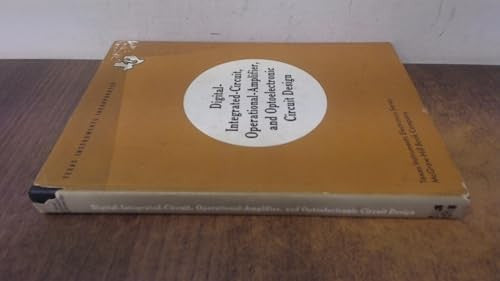 TEXAS INSTRUMENTS INCORPORATED
Digital-
Integrated-Circuit,
Operational-Amplifier,
and Optoelectronic
Circuit Design
Texas Instruments Electronics Series
McGraw-Hill Book Company
Digital-Integrated-Circuit, Operational-Amplifier, and Optoelectronic Circuit Design